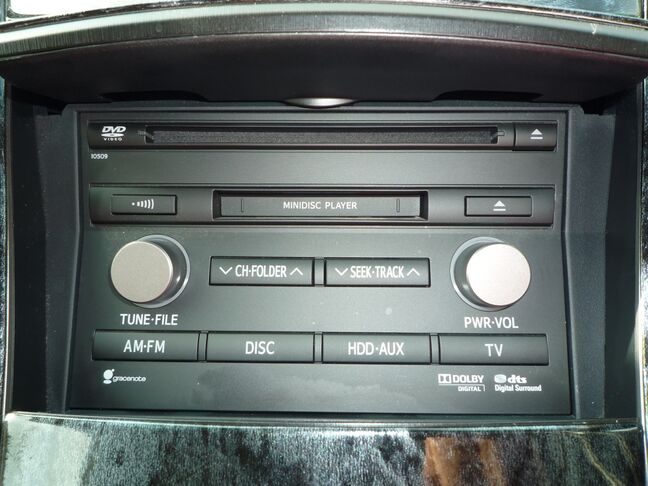 DVD
VIDEO
10509
MINIDISC PLAYER
CH·FOLDER
SEEK·TRACK
TUNE·FILE
PWR·VOL
AM·FM
DISC
HDD·AUX
TV
gracenote
DOLBY
DIGITAL
dts
Digital Surround